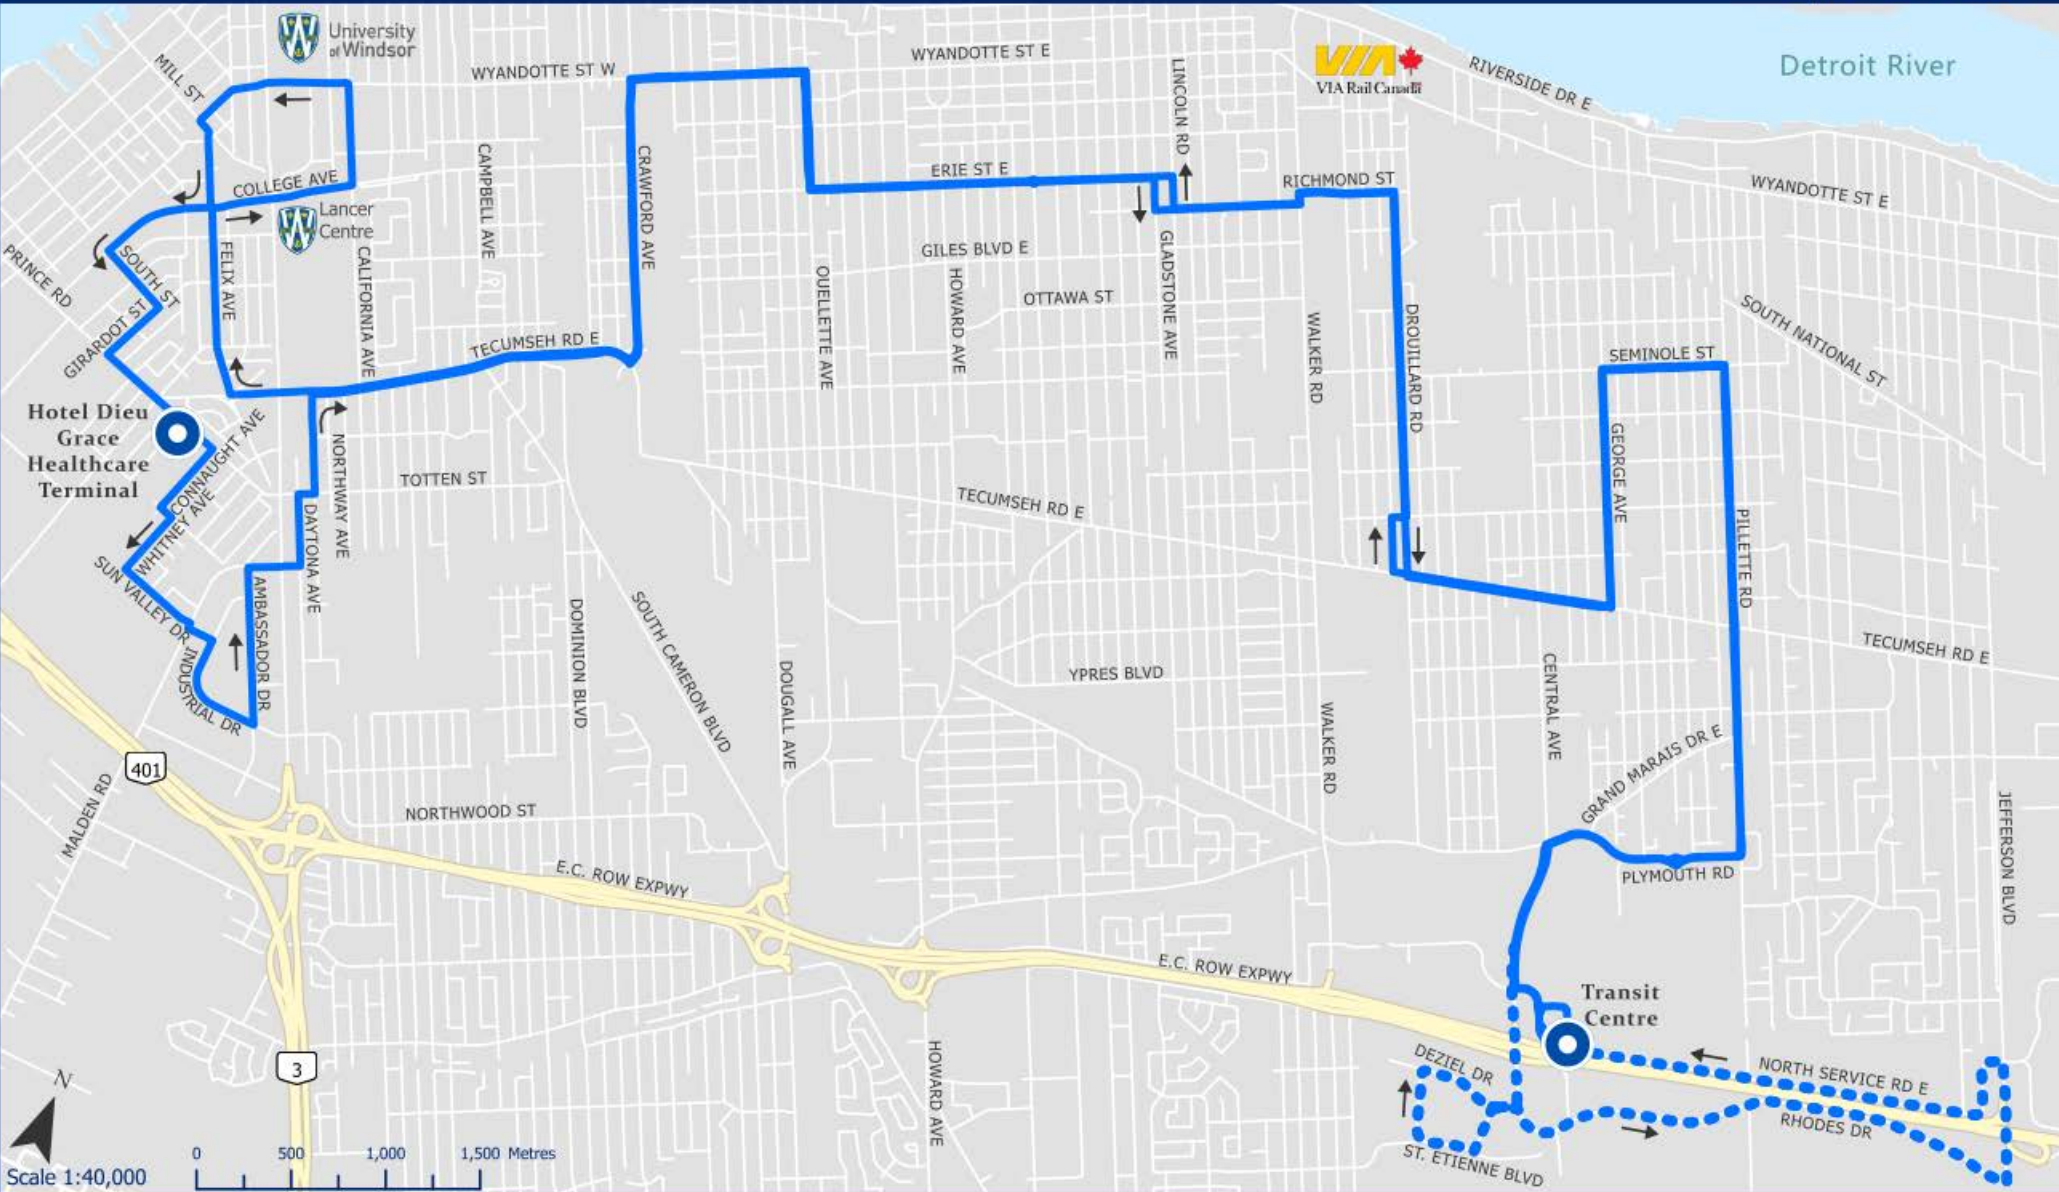 University
of Windsor
WYANDOTTE ST W
WYANDOTTE ST E
VIA
VIA Rail Canada
RIVERSIDE DR E
Detroit River
MILL ST
LINCOLN RD
CAMPBELL AVE
CRAWFORD AVE
COLLEGE AVE
ERIE ST E
RICHMOND ST
WYANDOTTE ST E
Lancer
Centre
PRINCE RD
SOUTH ST
FELIX AVE
CALIFORNIA AVE
GILES BLVD E
GLADSTONE AVE
OUELLETTE AVE
HOWARD AVE
OTTAWA ST
WALKER RD
DROUILLARD RD
SOUTH NATIONAL ST
GIRARDOT ST
TECUMSEH RD E
SEMINOLE ST
Hotel Dieu
Grace
Healthcare
Terminal
CONNAUGHT AVE
WHITNEY AVE
NORTHWAY AVE
TOTTEN ST
TECUMSEH RD E
GEORGE AVE
PILLETTE RD
DAYTONA AVE
SUN VALLEY DR
AMBASSADOR DR
INDUSTRIAL DR
DOMINION BLVD
SOUTH CAMERON BLVD
DOUGALL AVE
YPRES BLVD
WALKER RD
CENTRAL AVE
TECUMSEH RD E
GRAND MARAIS DR E
401
MALDEN RD
NORTHWOOD ST
JEFFERSON BLVD
E.C. ROW EXPWY
PLYMOUTH RD
E.C. ROW EXPWY
Transit
Centre
HOWARD AVE
DEZIEL DR
NORTH SERVICE RD E
RHODES DR
ST. ETIENNE BLVD
3
N
0 500 1,000 1,500 Metres
Scale 1:40,000